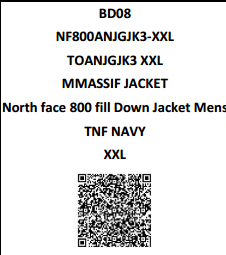 BD08
NF800ANJGJK3-XXL
TOANJGJK3 XXL
MMASSIF JACKET
North face 800 fill Down Jacket Mens
TNF NAVY
XXL